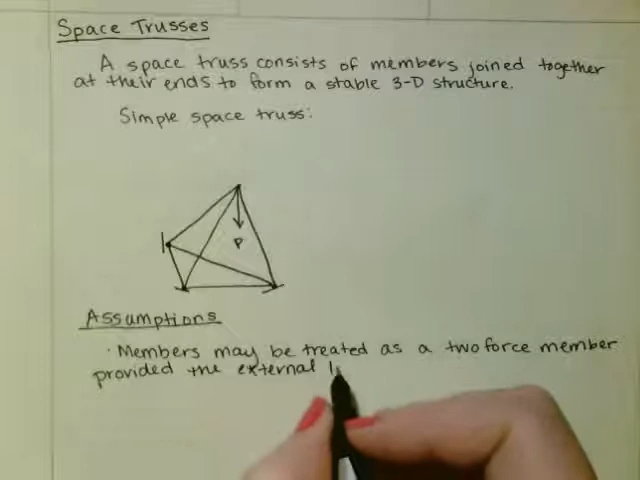 Space Trusses
A space truss consists of members joined together
at their ends to form a stable 3-D structure.
Simple space truss:
P
Assumptions
· Members may be treated as a two force member
provided the external